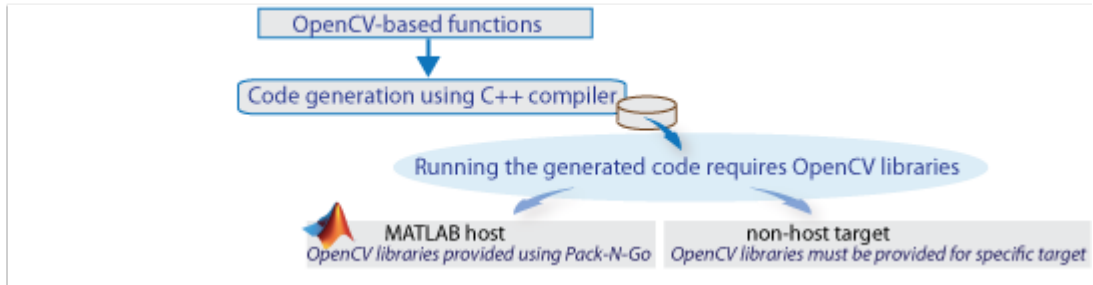 OpenCV-based functions
Code generation using C++ compiler
Running the generated code requires OpenCV libraries
MATLAB host
OpenCV libraries provided using Pack-N-Go
non-host target
OpenCV libraries must be provided for specific target